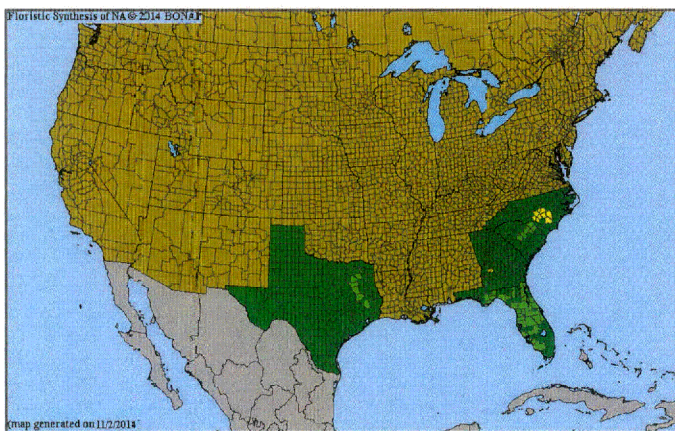 Floristic Synthesis of NA © 2014 BONAP
(map generated on 11/2/2014